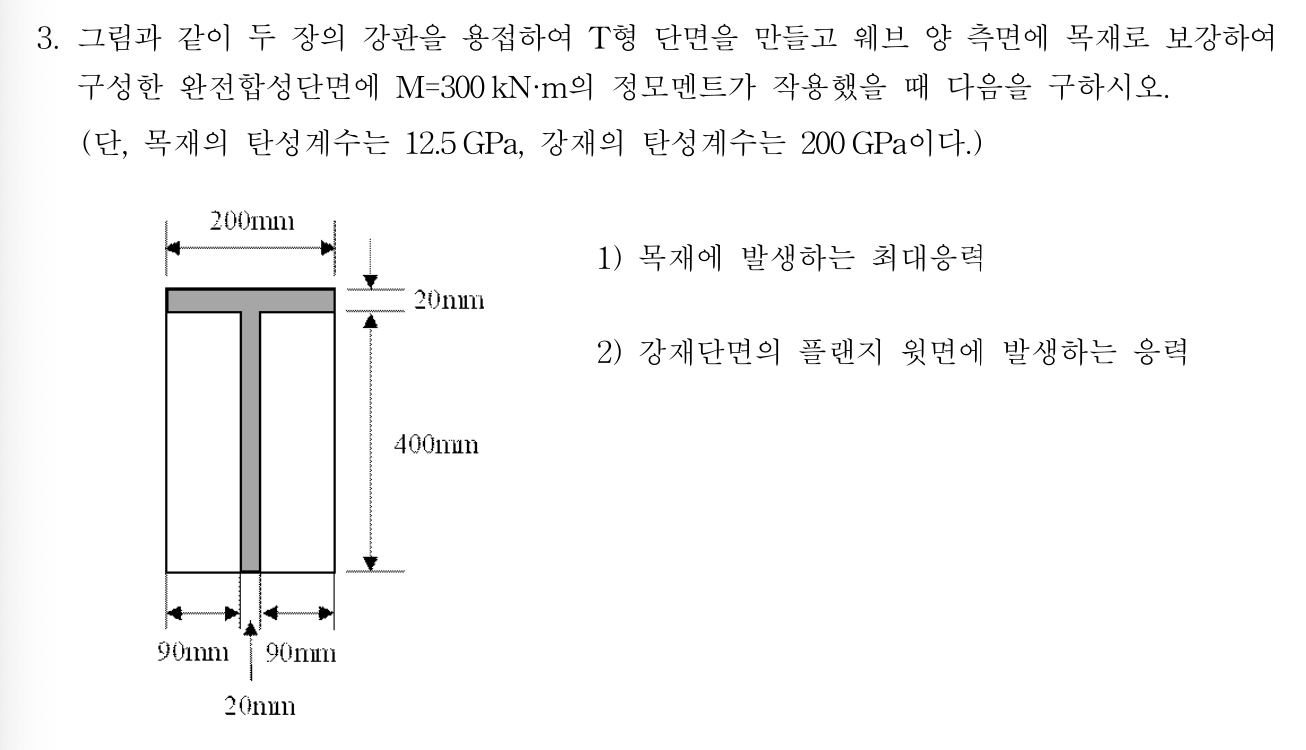 3. 그림과 같이 두 장의 강판을 용접하여 T형 단면을 만들고 웨브 양 측면에 목재로 보강하여
구성한 완전합성단면에 M=300 kN·m의 정모멘트가 작용했을 때 다음을 구하시오.
(단, 목재의 탄성계수는 12.5 GPa, 강재의 탄성계수는 200 GPa이다.)
200mm
1) 목재에 발생하는 최대응력
20mm
2) 강재단면의 플랜지 윗면에 발생하는 응력
400mm
90mm 90mm
20mm